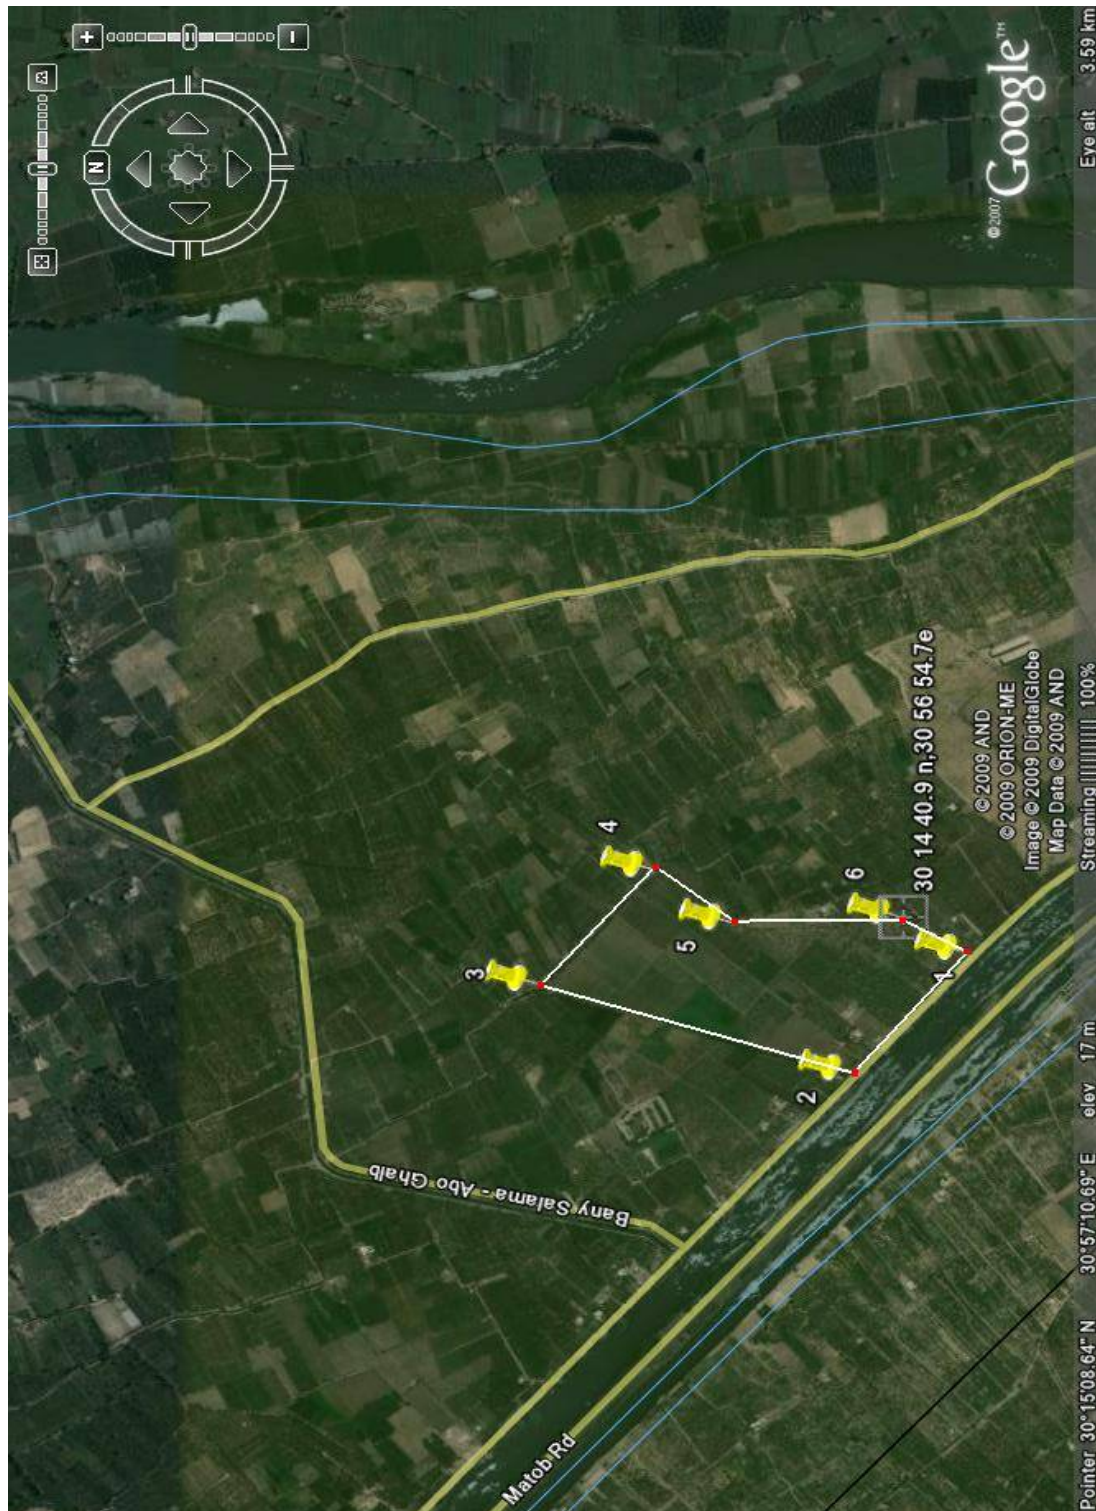 N
3
4
5
2
6
1
30 14 40.9 n,30 56 54.7e
Bany Salama - Abo Ghalb
Matob Rd
© 2009 AND
© 2009 ORION-ME
Image © 2009 DigitalGlobe
Map Data © 2009 AND
©2007 Google™
Pointer 30°15'08.64" N 30°57'10.69" E elev 17 m Streaming |||||||||| 100% Eye alt 3.59 km